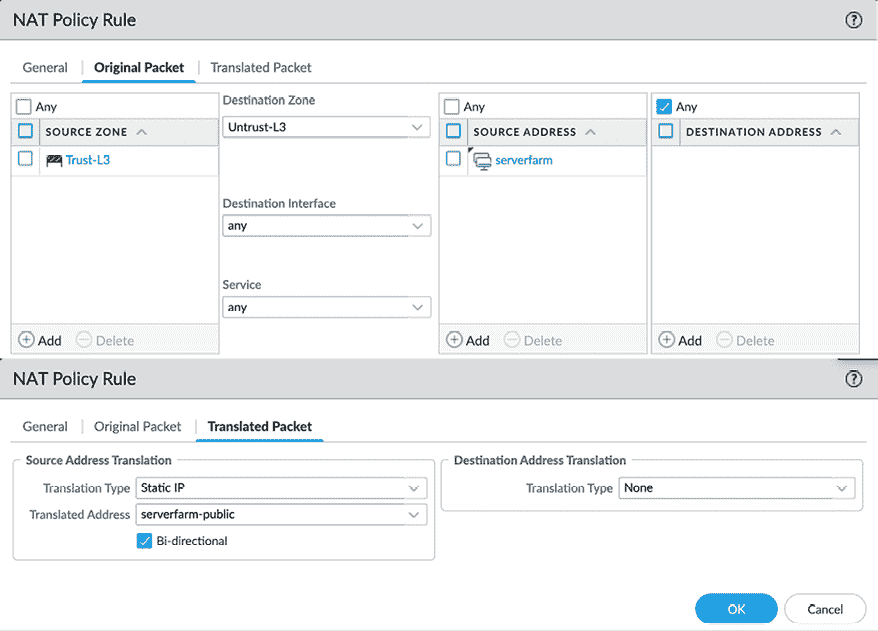 NAT Policy Rule
?
General
Original Packet
Translated Packet
Any
SOURCE ZONE
Trust-L3
Add
Delete
Destination Zone
Untrust-L3
Destination Interface
any
Service
any
Any
SOURCE ADDRESS
serverfarm
Add
Delete
Any
DESTINATION ADDRESS
Add
Delete
NAT Policy Rule
?
General
Original Packet
Translated Packet
Source Address Translation
Translation Type
Static IP
Translated Address
serverfarm-public
Bi-directional
Destination Address Translation
Translation Type
None
OK
Cancel